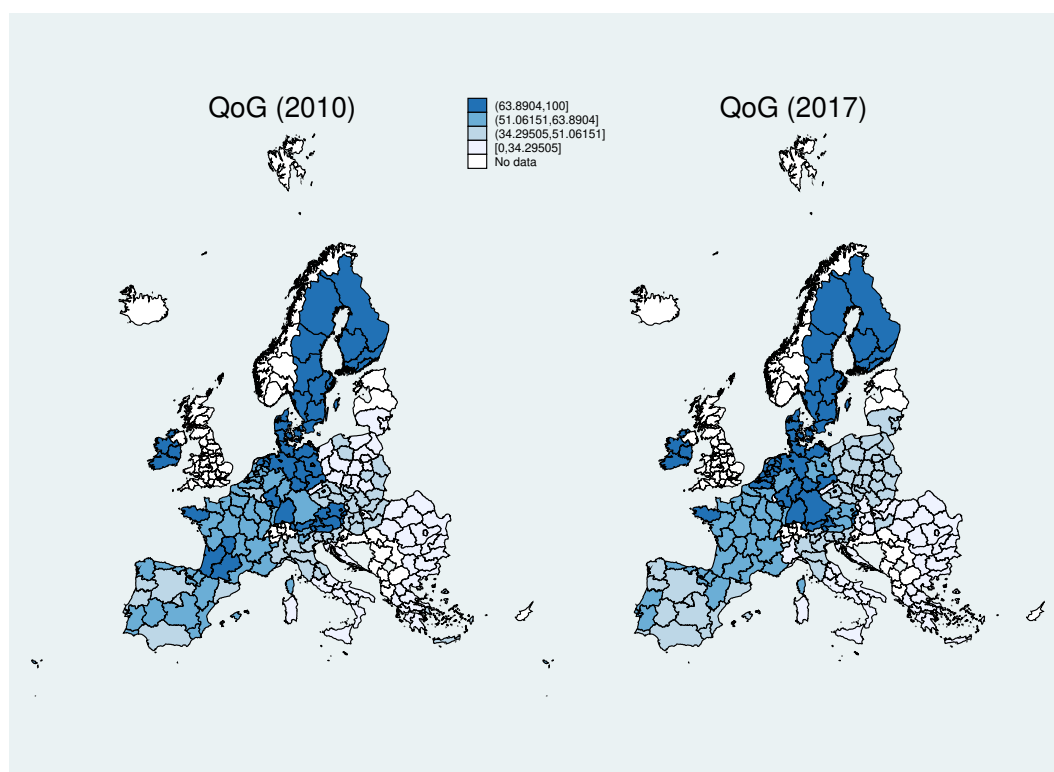 QoG (2010)
(63.8904,100]
(51.06151,63.8904]
(34.29505,51.06151]
[0,34.29505]
No data
QoG (2017)